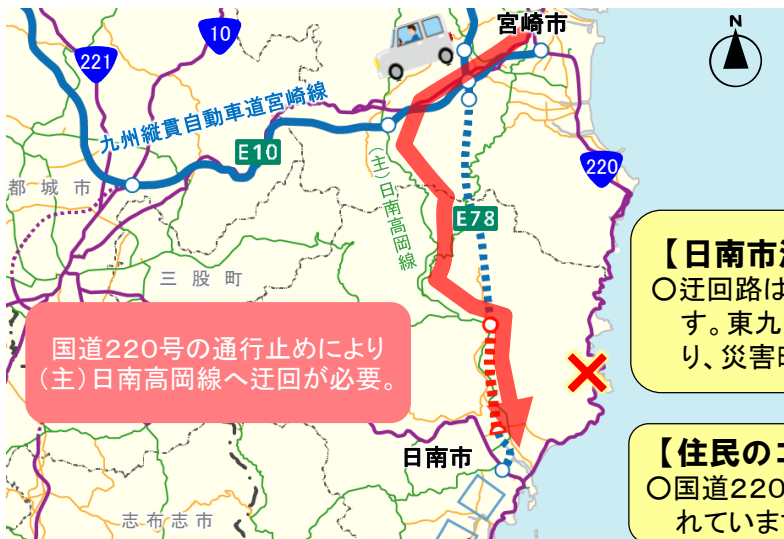 宮崎市
N
10
221
九州縦貫自動車道宮崎線
E10
(主)日南高岡線
220
都城市
E78
三股町
【日南市
〇迂回路は
す。東九
り、災害
国道220号の通行止めにより
(主)日南高岡線へ迂回が必要。
日南市
【住民の
〇国道220
れています
志布志市